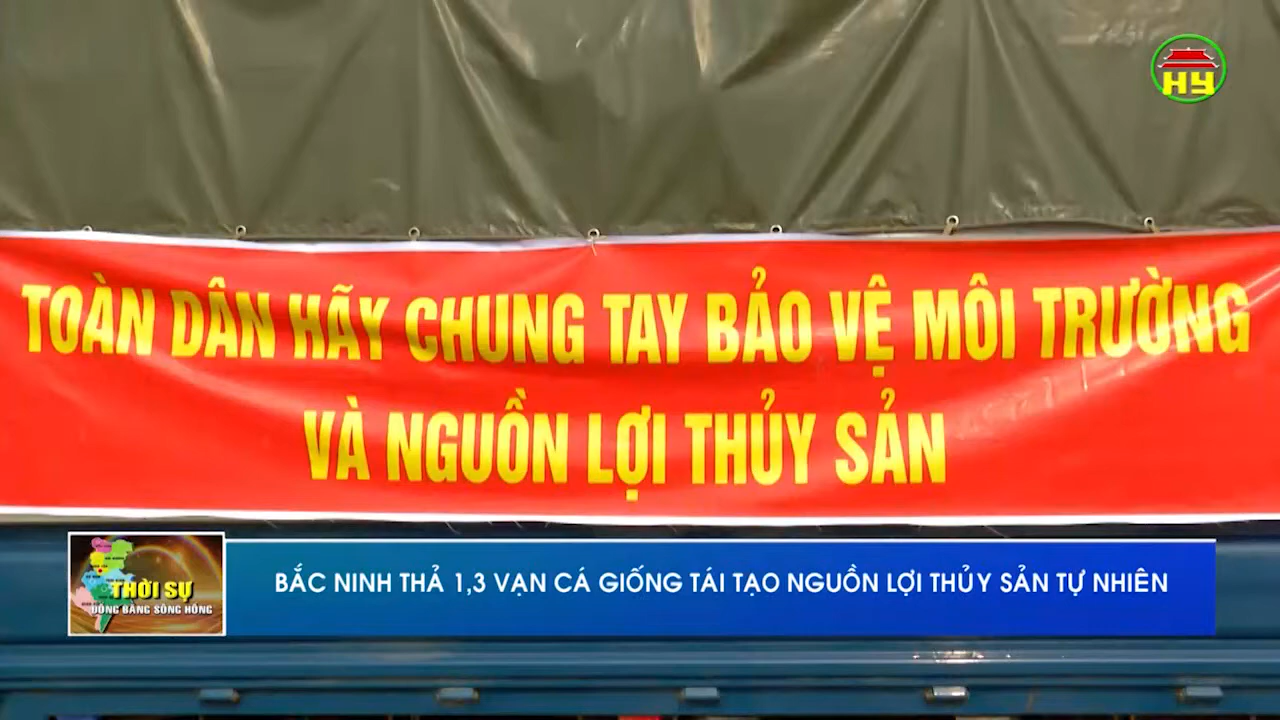 HY
TOÀN DÂN HÃY CHUNG TAY BẢO VỆ MÔI TRƯỜNG
VÀ NGUỒN LỢI THỦY SẢN
THỜI SỰ
ĐỒNG BẰNG SÔNG HỒNG
BẮC NINH THẢ 1,3 VẠN CÁ GIỐNG TÁI TẠO NGUỒN LỢI THỦY SẢN TỰ NHIÊN